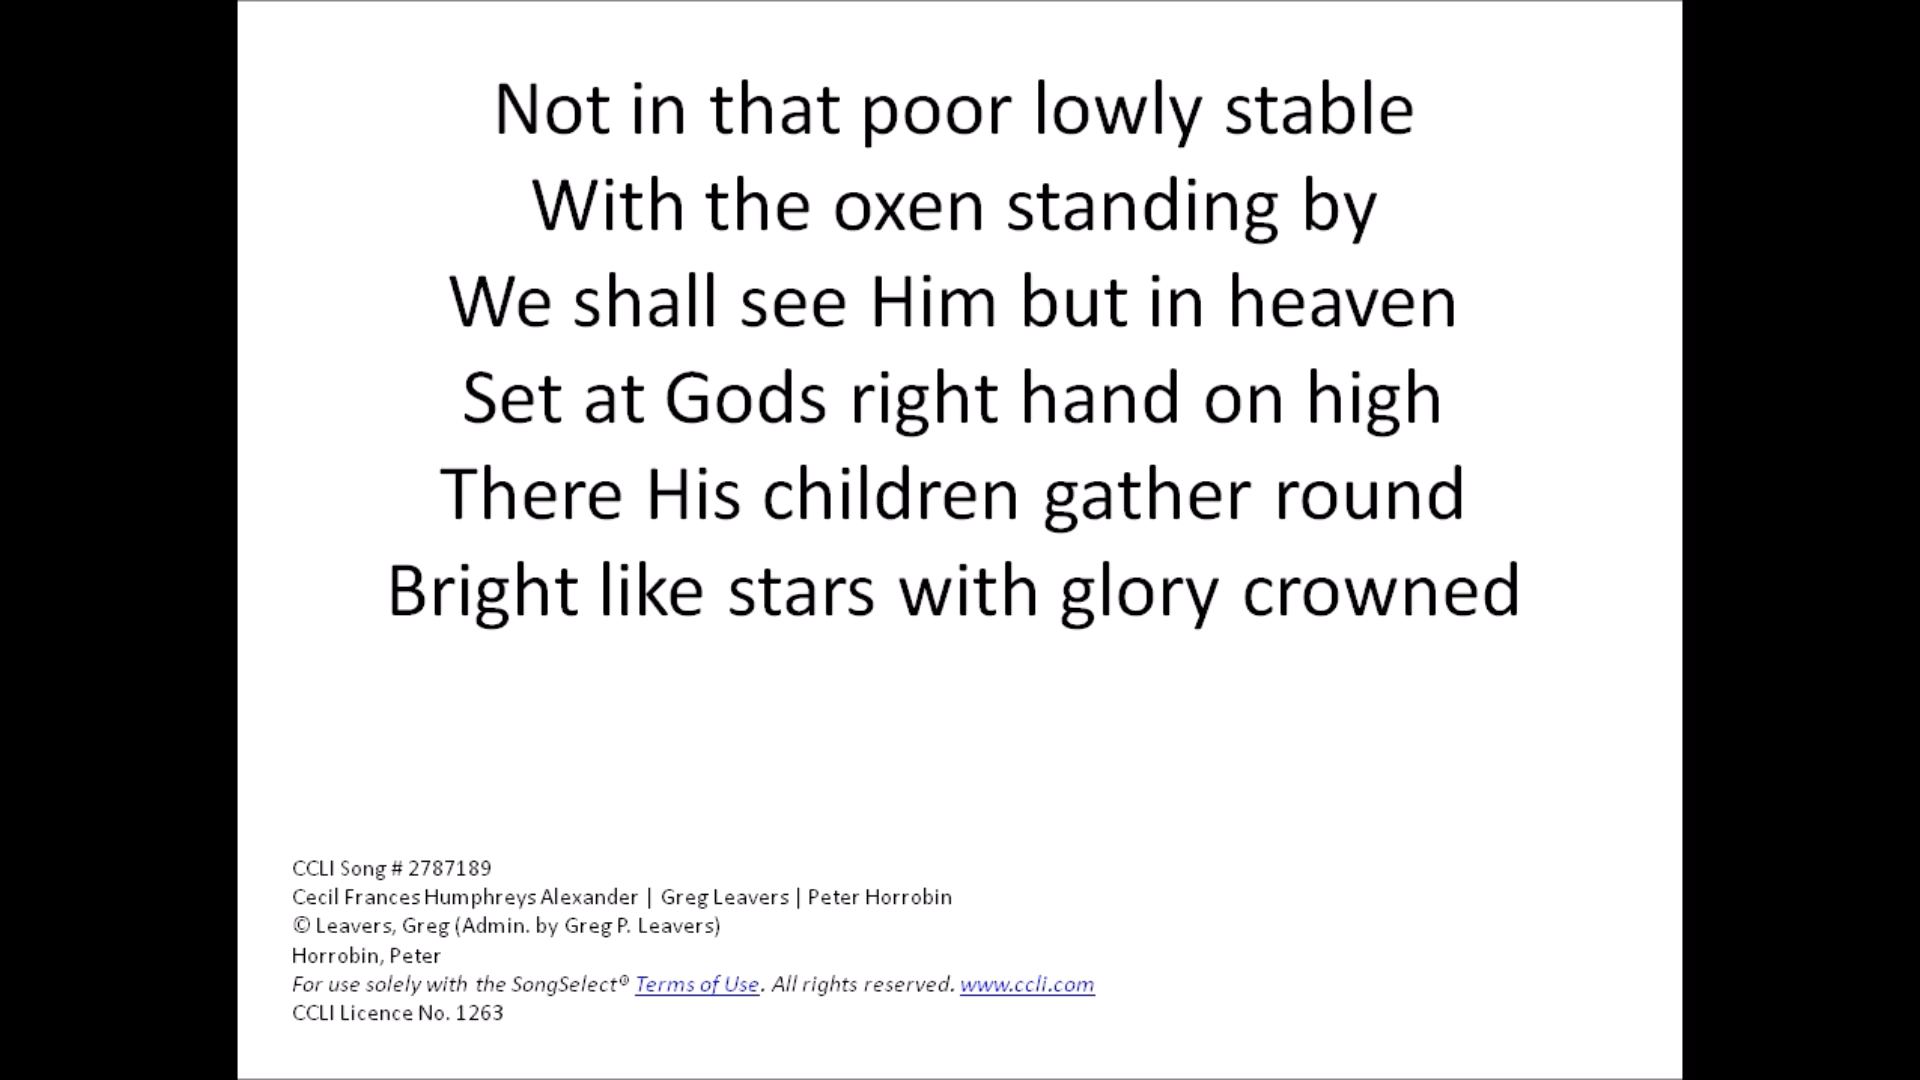 Not in that poor lowly stable
With the oxen standing by
We shall see Him but in heaven
Set at Gods right hand on high
There His children gather round
Bright like stars with glory crowned
CCLI Song # 2787189
Cecil Frances Humphreys Alexander | Greg Leavers | Peter Horrobin
© Leavers, Greg (Admin. by Greg P. Leavers)
Horrobin, Peter
For use solely with the SongSelect® Terms of Use. All rights reserved. www.ccli.com
CCLI Licence No. 1263